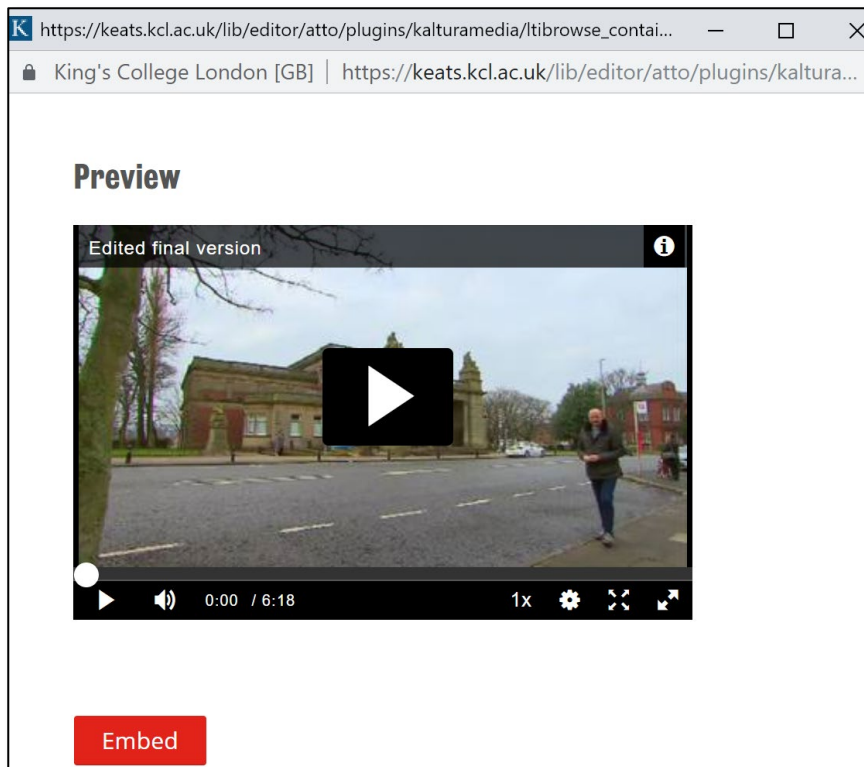 K https://keats.kcl.ac.uk/lib/editor/atto/plugins/kalturamedia/ltibrowse_contai...
King's College London [GB] | https://keats.kcl.ac.uk/lib/editor/atto/plugins/kaltura...
Preview
Edited final version
0:00 / 6:18 1x
Embed